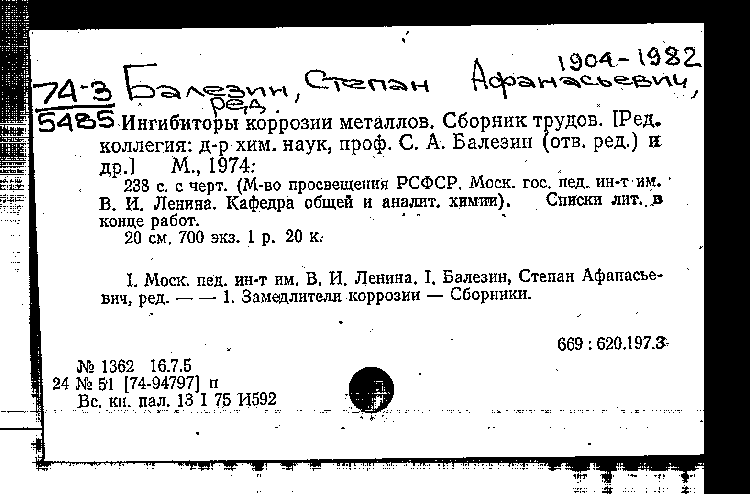 1904-1982
74-3 Балезин, Степан Афанасьевич,
ред.
5485 Ингибиторы коррозии металлов. Сборник трудов. [Ред.
коллегия: д-р хим. наук, проф. С. А. Балезин (отв. ред.) и
др.] М., 1974.
238 с. с черт. (М-во просвещения РСФСР. Моск. гос. пед. ин-т им.
В. И. Ленина. Кафедра общей и аналит. химии). Списки лит. в
конце работ.
20 см. 700 экз. 1 р. 20 к.
I. Моск. пед. ин-т им. В. И. Ленина. I. Балезин, Степан Афанасье-
вич, ред. — — 1. Замедлители коррозии — Сборники.
669 : 620.197.3
№ 1362 16.7.5
24 № 51 [74-94797] п
Вс. кн. пал. 13 I 75 И592